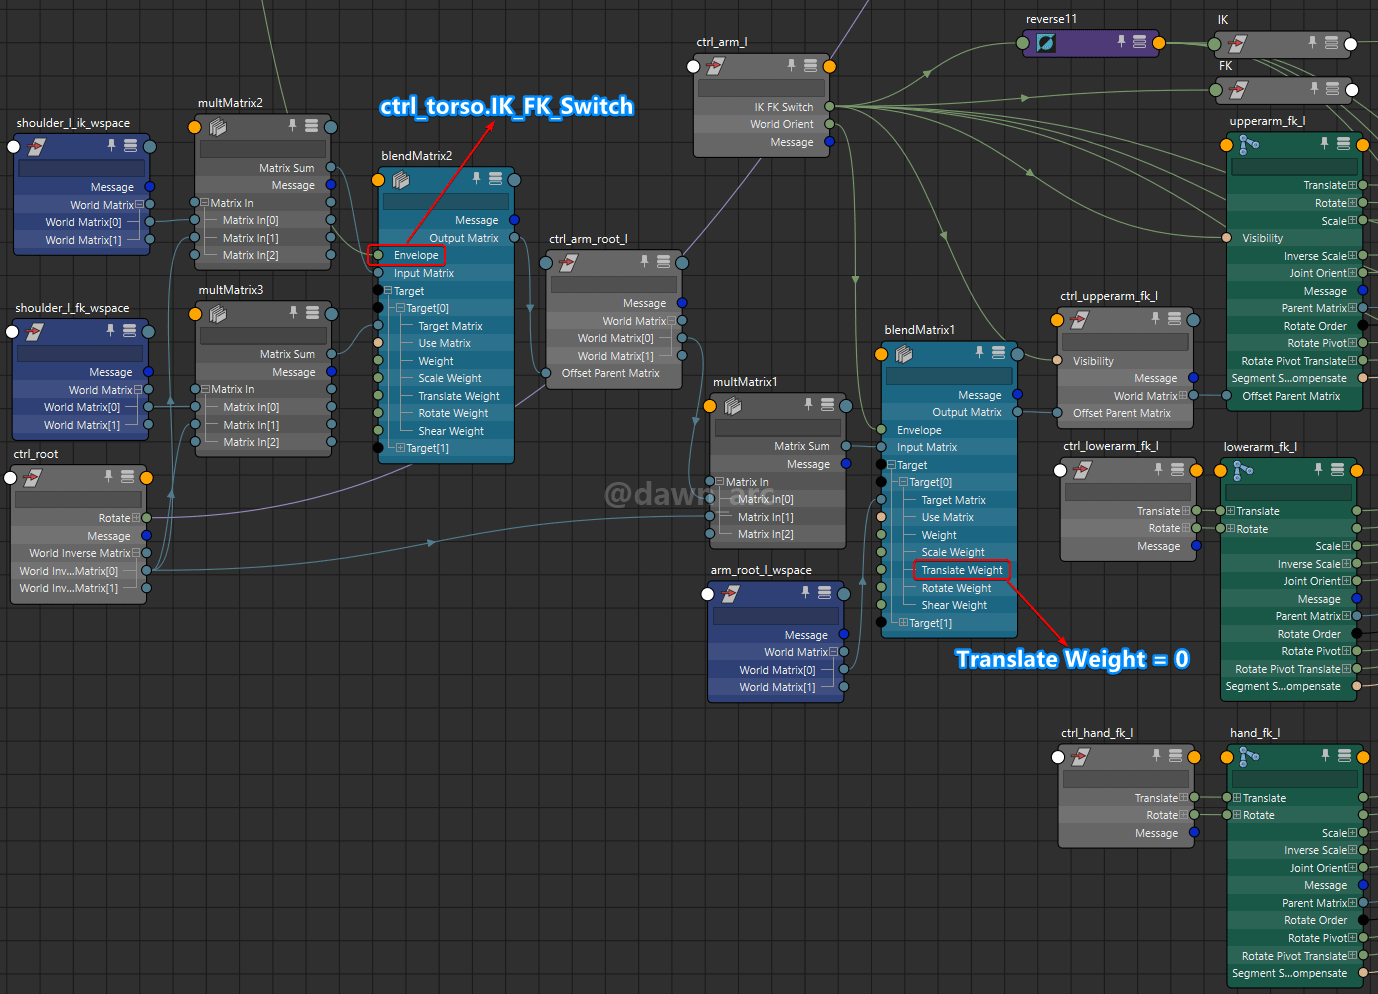 shoulder_l_ik_wspace
Message
World Matrix
World Matrix[0]
World Matrix[1]
shoulder_l_fk_wspace
Message
World Matrix
World Matrix[0]
World Matrix[1]
ctrl_root
Rotate
Message
World Inverse Matrix
World Inv...Matrix[0]
World Inv...Matrix[1]
multMatrix2
Matrix Sum
Message
Matrix In
Matrix In[0]
Matrix In[1]
Matrix In[2]
multMatrix3
Matrix Sum
Message
Matrix In
Matrix In[0]
Matrix In[1]
Matrix In[2]
ctrl_torso.IK_FK_Switch
blendMatrix2
Message
Output Matrix
Envelope
Input Matrix
Target
Target[0]
Target Matrix
Use Matrix
Weight
Scale Weight
Translate Weight
Rotate Weight
Shear Weight
Target[1]
ctrl_arm_root_l
Message
World Matrix
World Matrix[0]
World Matrix[1]
Offset Parent Matrix
ctrl_arm_l
IK FK Switch
World Orient
Message
multMatrix1
Matrix Sum
Message
Matrix In
Matrix In[0]
Matrix In[1]
Matrix In[2]
@dawn_arc
arm_root_l_wspace
Message
World Matrix
World Matrix[0]
World Matrix[1]
blendMatrix1
Message
Output Matrix
Envelope
Input Matrix
Target
Target[0]
Target Matrix
Use Matrix
Weight
Scale Weight
Translate Weight
Rotate Weight
Shear Weight
Target[1]
Translate Weight = 0
reverse11
IK
FK
ctrl_upperarm_fk_l
Visibility
Message
World Matrix
Offset Parent Matrix
ctrl_lowerarm_fk_l
Translate
Rotate
Message
ctrl_hand_fk_l
Translate
Rotate
Message
upperarm_fk_l
Translate
Rotate
Scale
Visibility
Inverse Scale
Joint Orient
Message
Parent Matrix
Rotate Order
Rotate Pivot
Rotate Pivot Translate
Segment S...ompensate
Offset Parent Matrix
lowerarm_fk_l
Translate
Rotate
Scale
Inverse Scale
Joint Orient
Message
Parent Matrix
Rotate Order
Rotate Pivot
Rotate Pivot Translate
Segment S...ompensate
hand_fk_l
Translate
Rotate
Scale
Inverse Scale
Joint Orient
Message
Parent Matrix
Rotate Order
Rotate Pivot
Rotate Pivot Translate
Segment S...ompensate